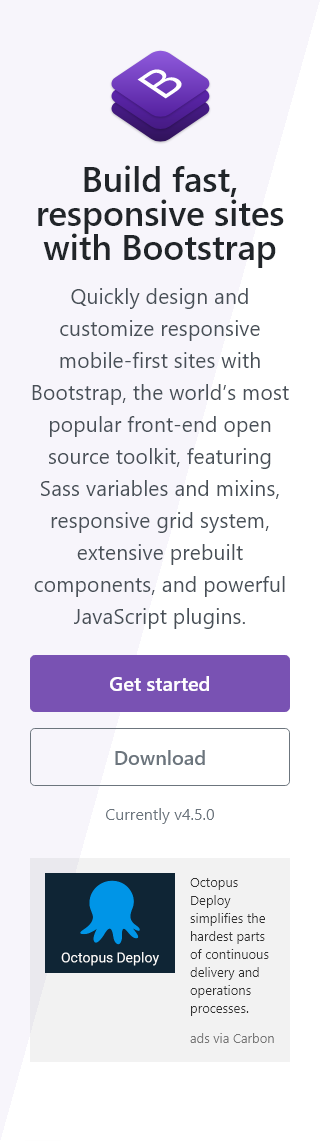 B
Build fast,
responsive sites
with Bootstrap
Quickly design and
customize responsive
mobile-first sites with
Bootstrap, the world’s most
popular front-end open
source toolkit, featuring
Sass variables and mixins,
responsive grid system,
extensive prebuilt
components, and powerful
JavaScript plugins.
Get started
Download
Currently v4.5.0
Octopus Deploy
Octopus
Deploy
simplifies the
hardest parts
of continuous
delivery and
operations
processes.
ads via Carbon